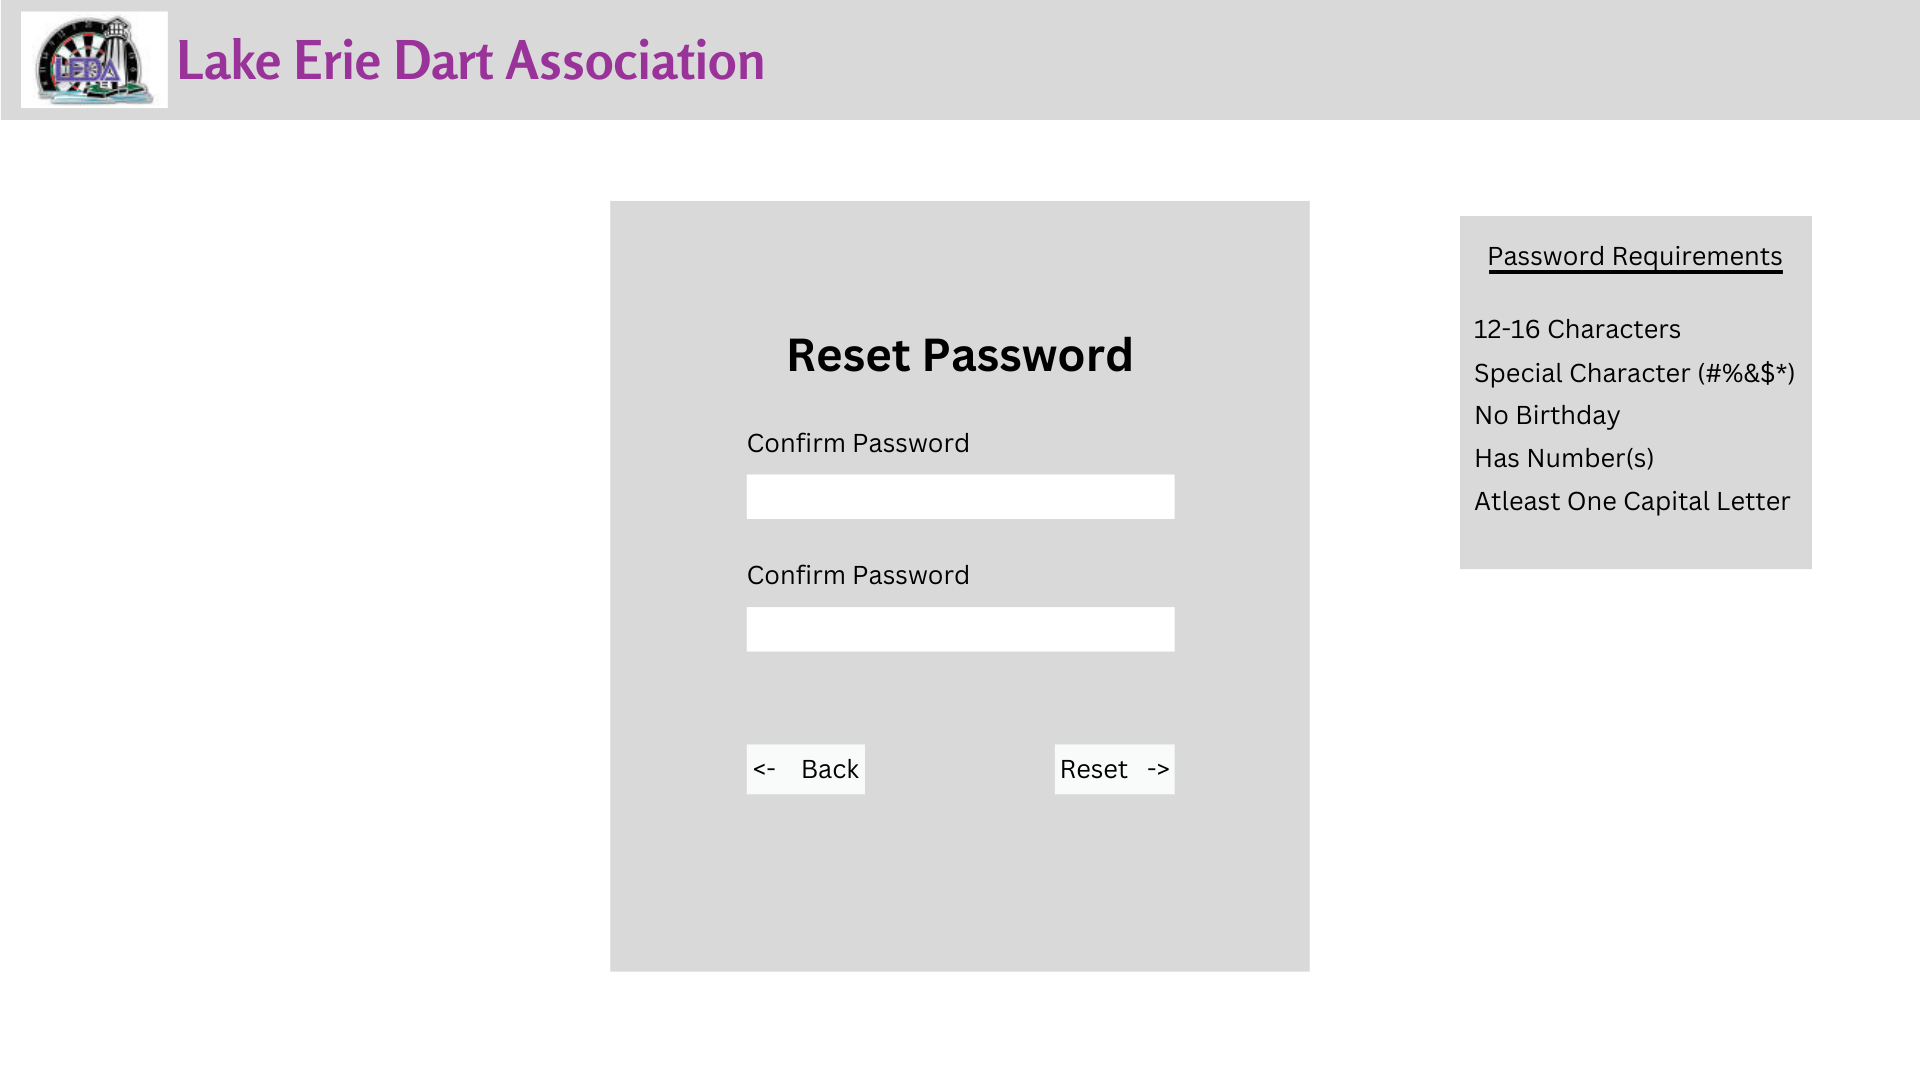 LEDA
Lake Erie Dart Association
Reset Password
Confirm Password
Confirm Password
<- Back
Reset ->
Password Requirements
12-16 Characters
Special Character (#%&$*)
No Birthday
Has Number(s)
Atleast One Capital Letter